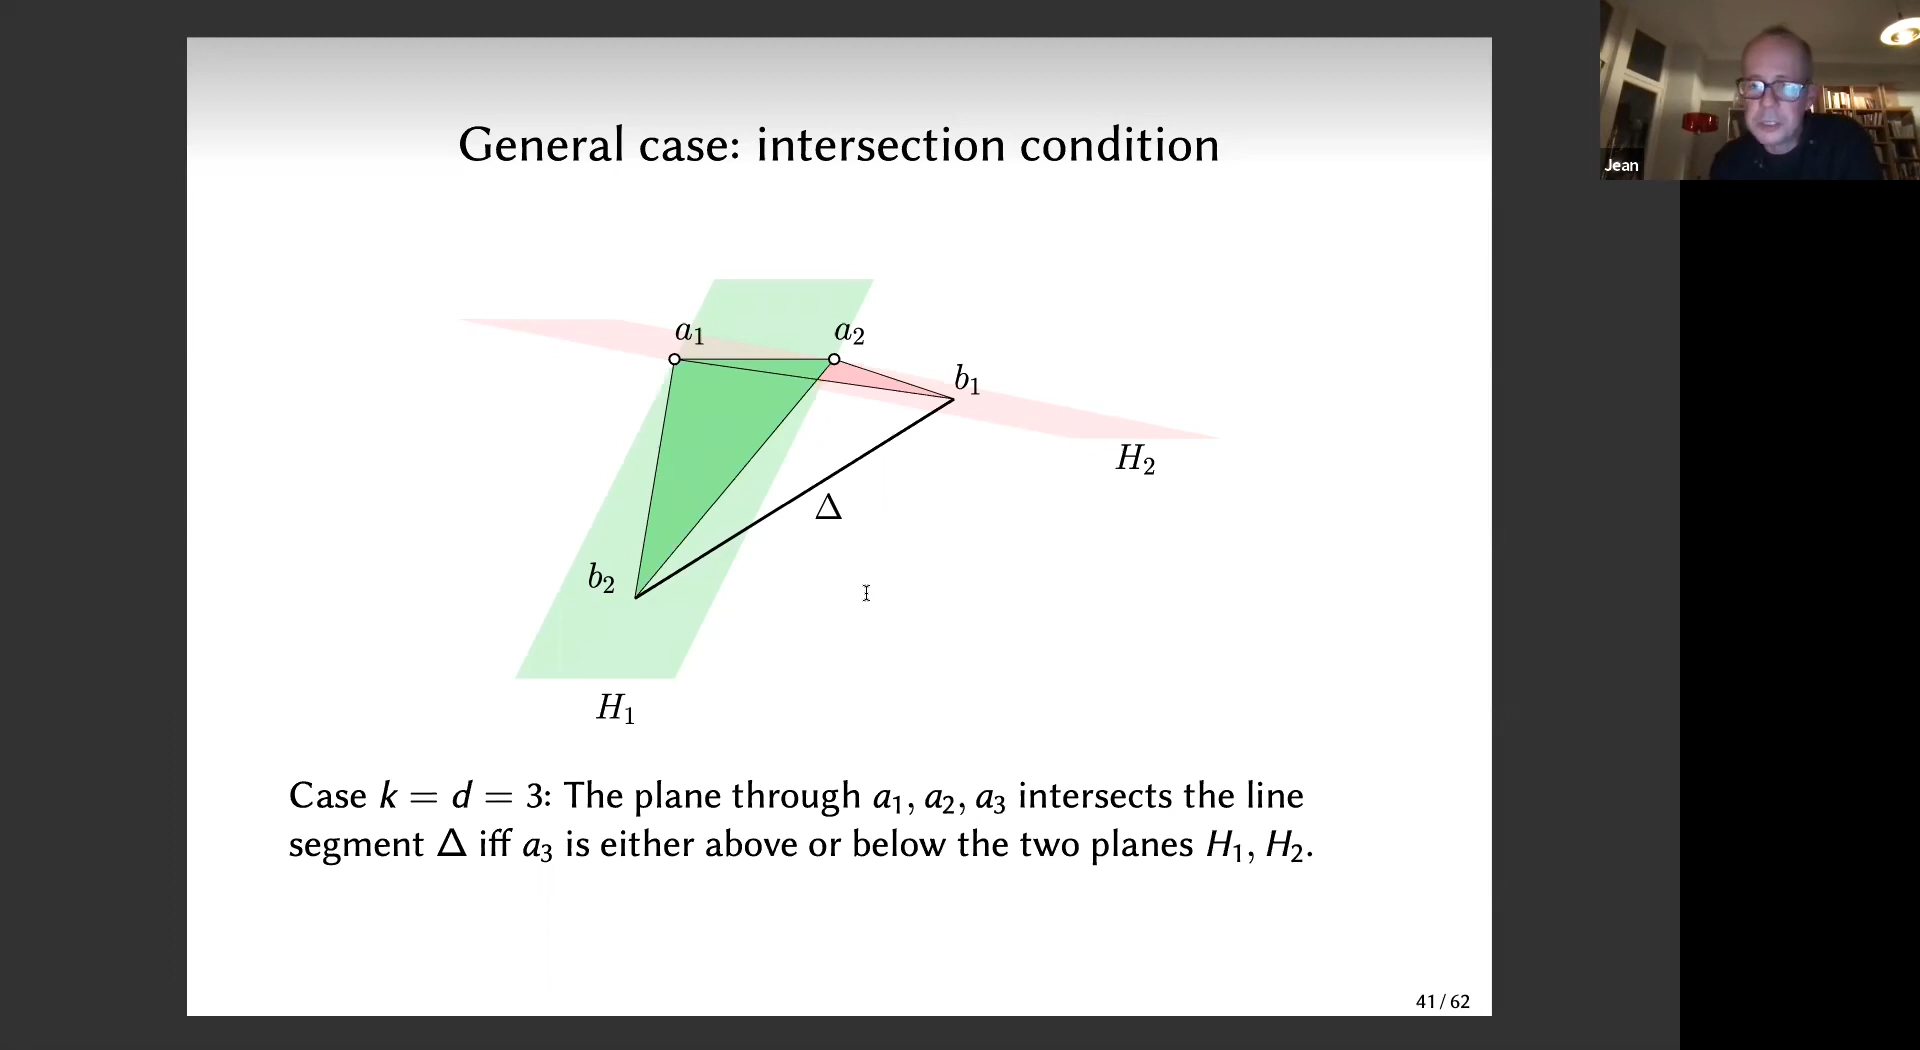 General case: intersection condition
a₁
a₂
b₁
H₂
Δ
b₂
H₁
Case k = d = 3: The plane through a₁, a₂, a₃ intersects the line
segment Δ iff a₃ is either above or below the two planes H₁, H₂.
41 / 62
Jean